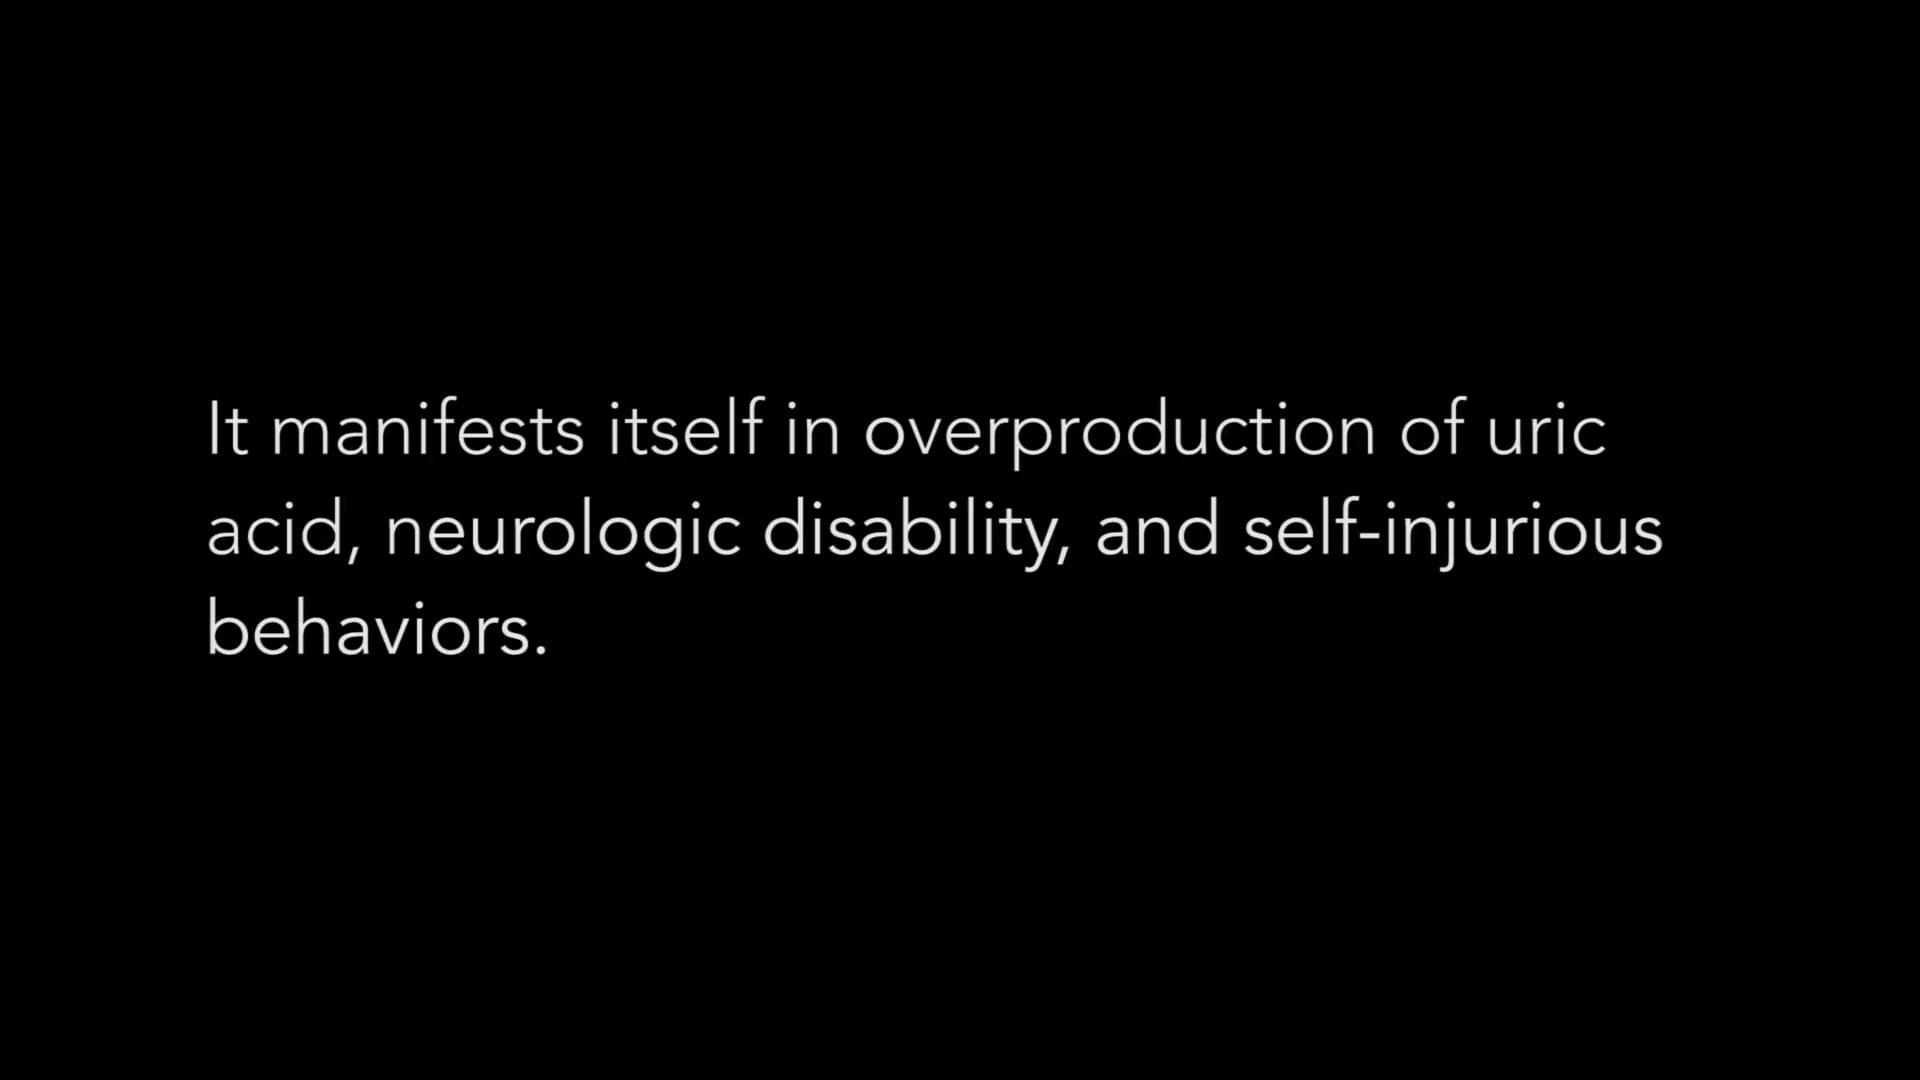 It manifests itself in overproduction of uric
acid, neurologic disability, and self-injurious
behaviors.